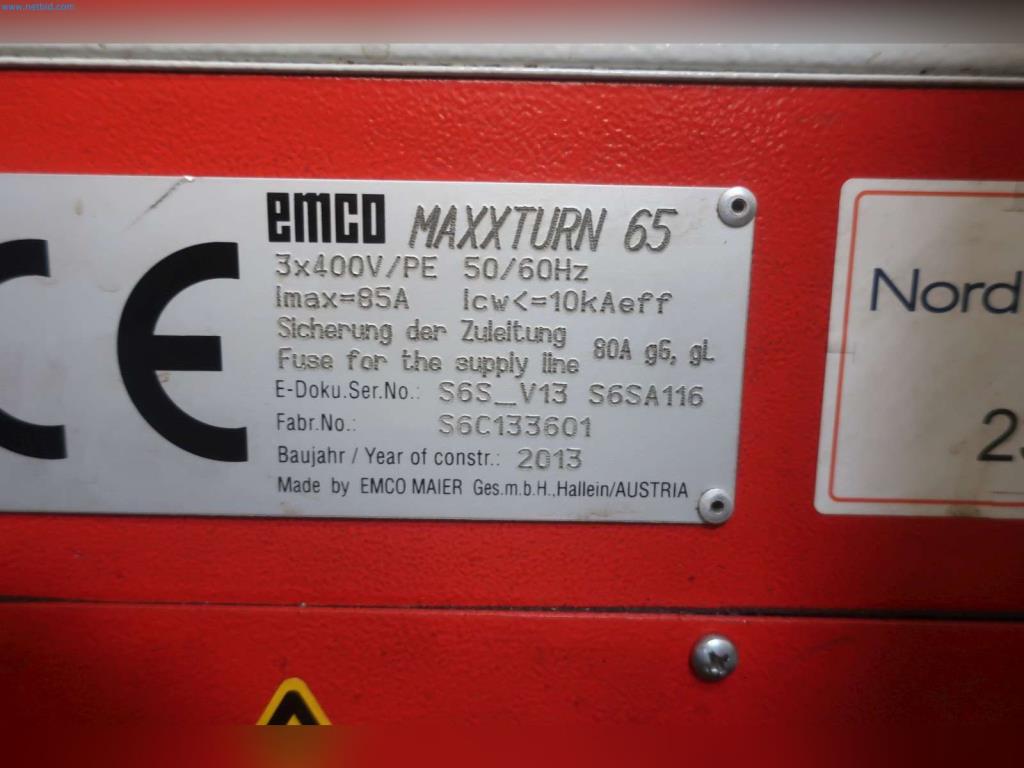 www.netbid.com
emco MAXXTURN 65
3x400V/PE 50/60Hz
Imax=85A Icw<=10kAeff
Sicherung der Zuleitung
Fuse for the supply line
80A gG, gL
E-Doku.Ser.No.: S6S_V13 S6SA116
Fabr.No.: S6C133601
Baujahr / Year of constr.: 2013
Made by EMCO MAIER Ges.m.b.H.,Hallein/AUSTRIA
CE
Nord